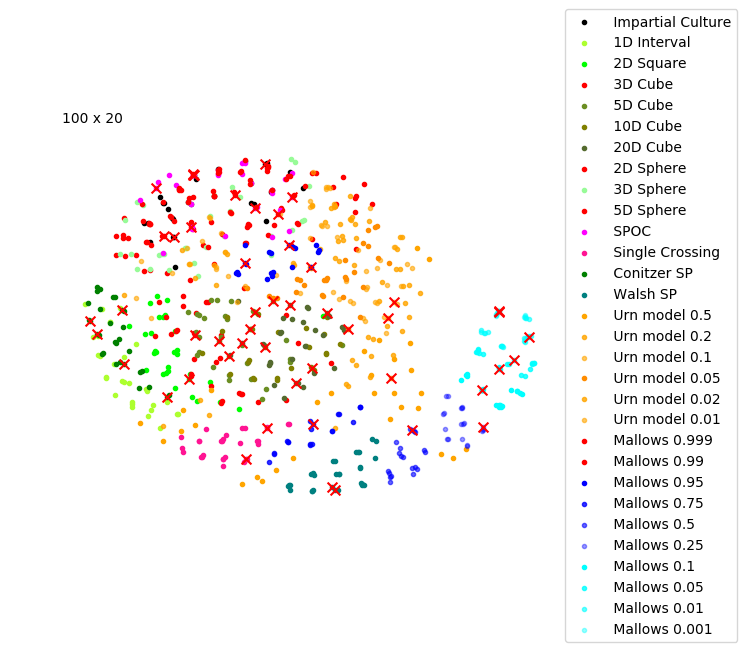 100 x 20
Impartial Culture
1D Interval
2D Square
3D Cube
5D Cube
10D Cube
20D Cube
2D Sphere
3D Sphere
5D Sphere
SPOC
Single Crossing
Conitzer SP
Walsh SP
Urn model 0.5
Urn model 0.2
Urn model 0.1
Urn model 0.05
Urn model 0.02
Urn model 0.01
Mallows 0.999
Mallows 0.99
Mallows 0.95
Mallows 0.75
Mallows 0.5
Mallows 0.25
Mallows 0.1
Mallows 0.05
Mallows 0.01
Mallows 0.001